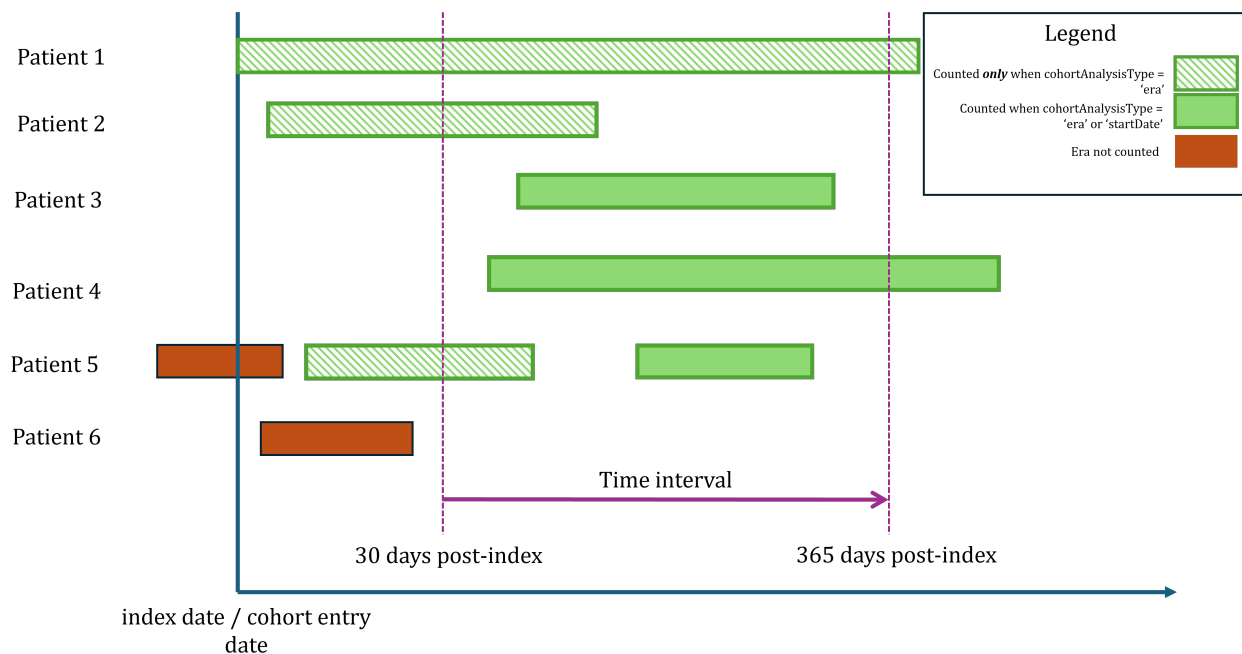 Patient 1
Patient 2
Patient 3
Patient 4
Patient 5
Patient 6
Legend
Counted only when cohortAnalysisType =
‘era’
Counted when cohortAnalysisType =
‘era’ or ‘startDate’
Era not counted
Time interval
30 days post-index
365 days post-index
index date / cohort entry
date